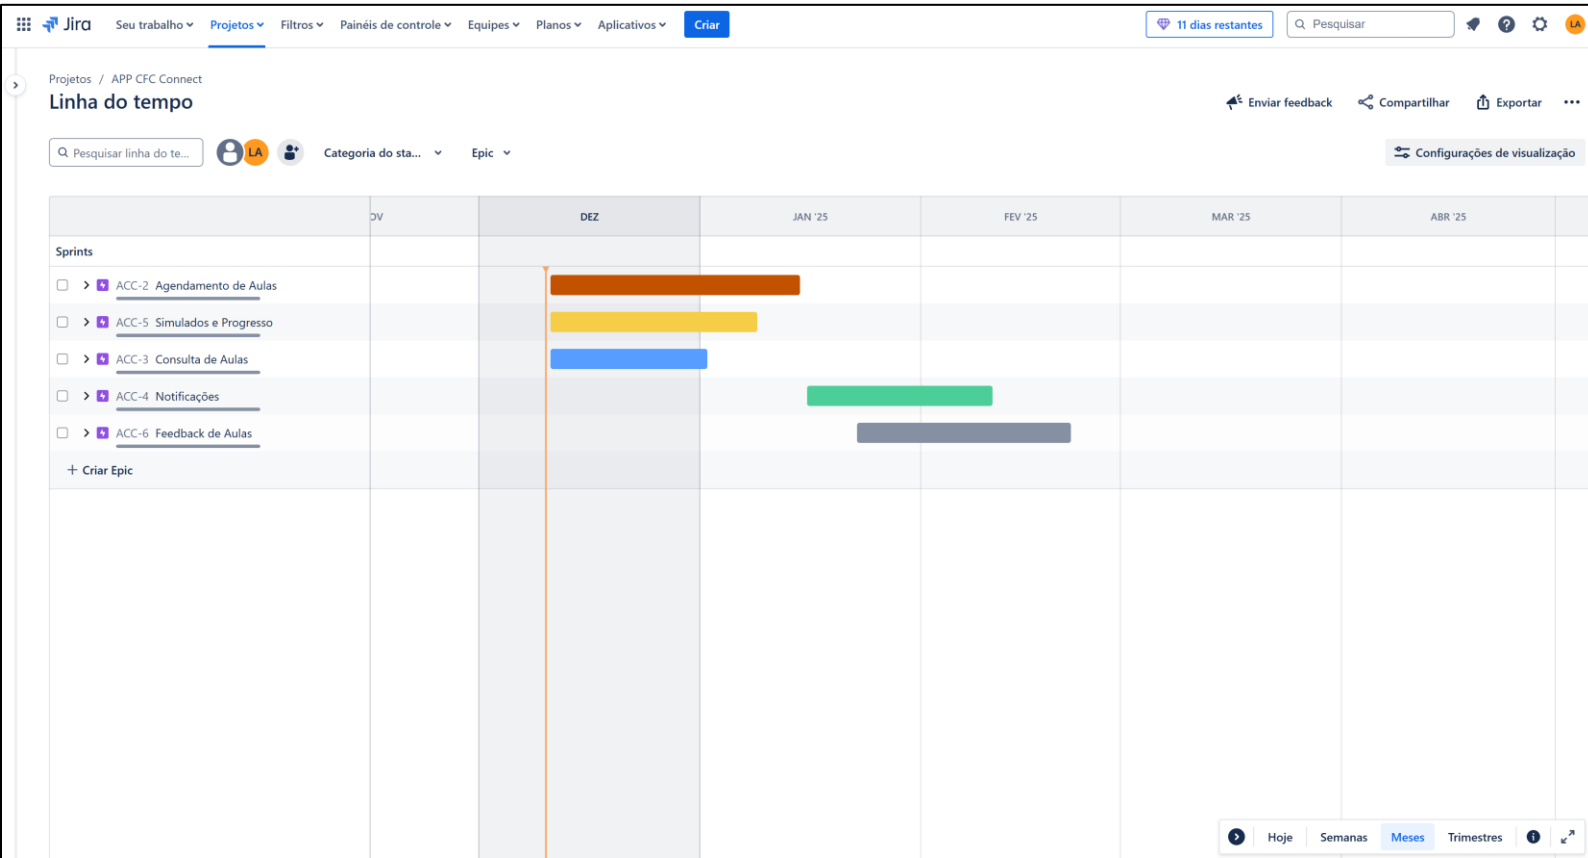 Jira Seu trabalho Projetos Filtros Painéis de controle Equipes Planos Aplicativos Criar 11 dias restantes Pesquisar LA
Projetos / APP CFC Connect
Linha do tempo Enviar feedback Compartilhar Exportar
Pesquisar linha do te... LA Categoria do sta... Epic Configurações de visualização
OV DEZ JAN '25 FEV '25 MAR '25 ABR '25
Sprints
ACC-2 Agendamento de Aulas
ACC-5 Simulados e Progresso
ACC-3 Consulta de Aulas
ACC-4 Notificações
ACC-6 Feedback de Aulas
+ Criar Epic
Hoje Semanas Meses Trimestres